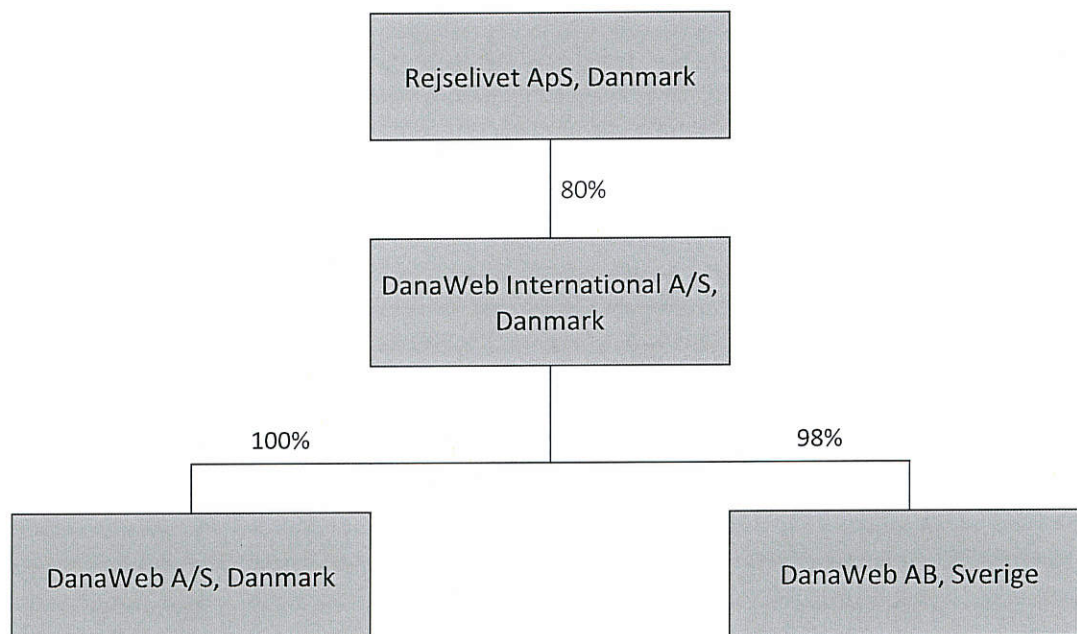 Rejselivet ApS, Danmark
80%
DanaWeb International A/S,
Danmark
100%
98%
DanaWeb A/S, Danmark
DanaWeb AB, Sverige